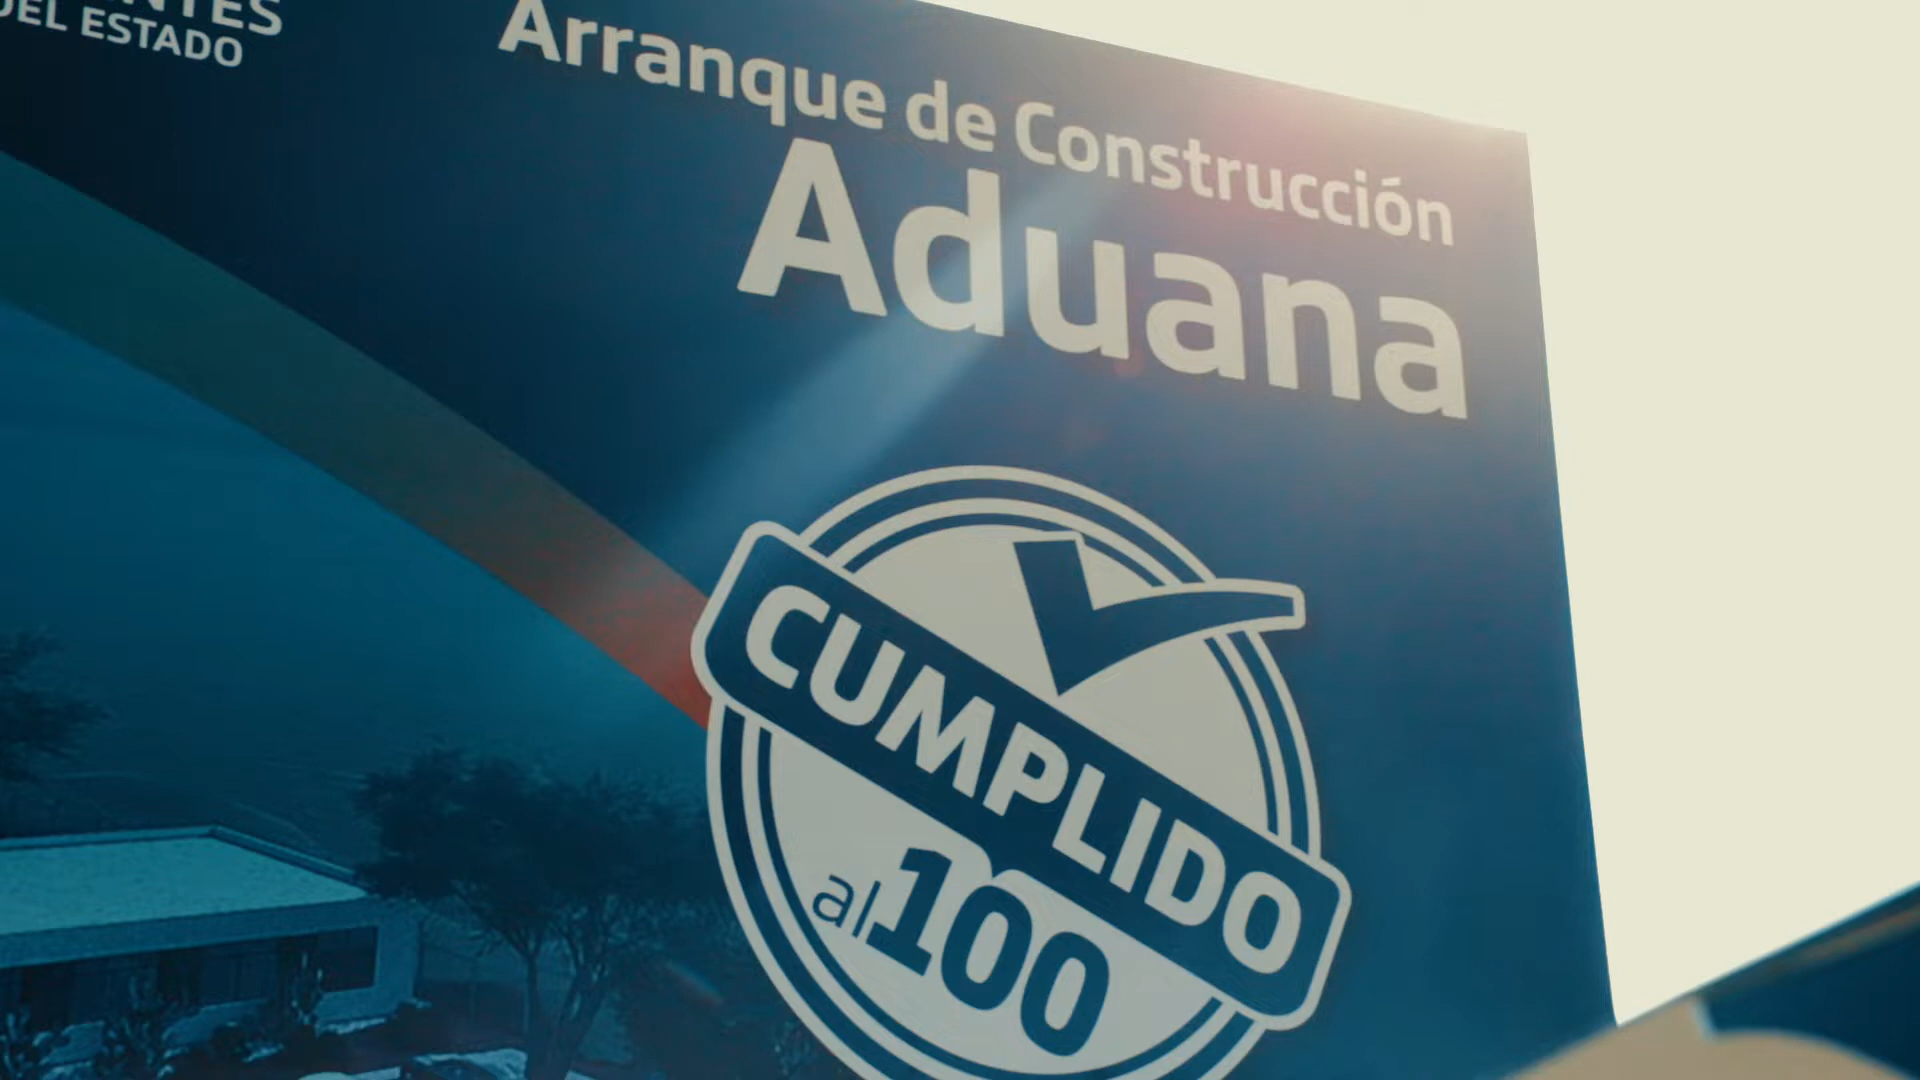 DEL ESTADO
Arranque de Construcción
Aduana
CUMPLIDO
al 100